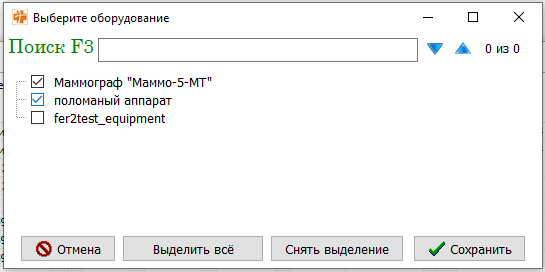 Выберите оборудование
Поиск F3 0 из 0
Маммограф "Маммо-5-МТ"
поломаный аппарат
fer2test_equipment
Отмена Выделить всё Снять выделение Сохранить